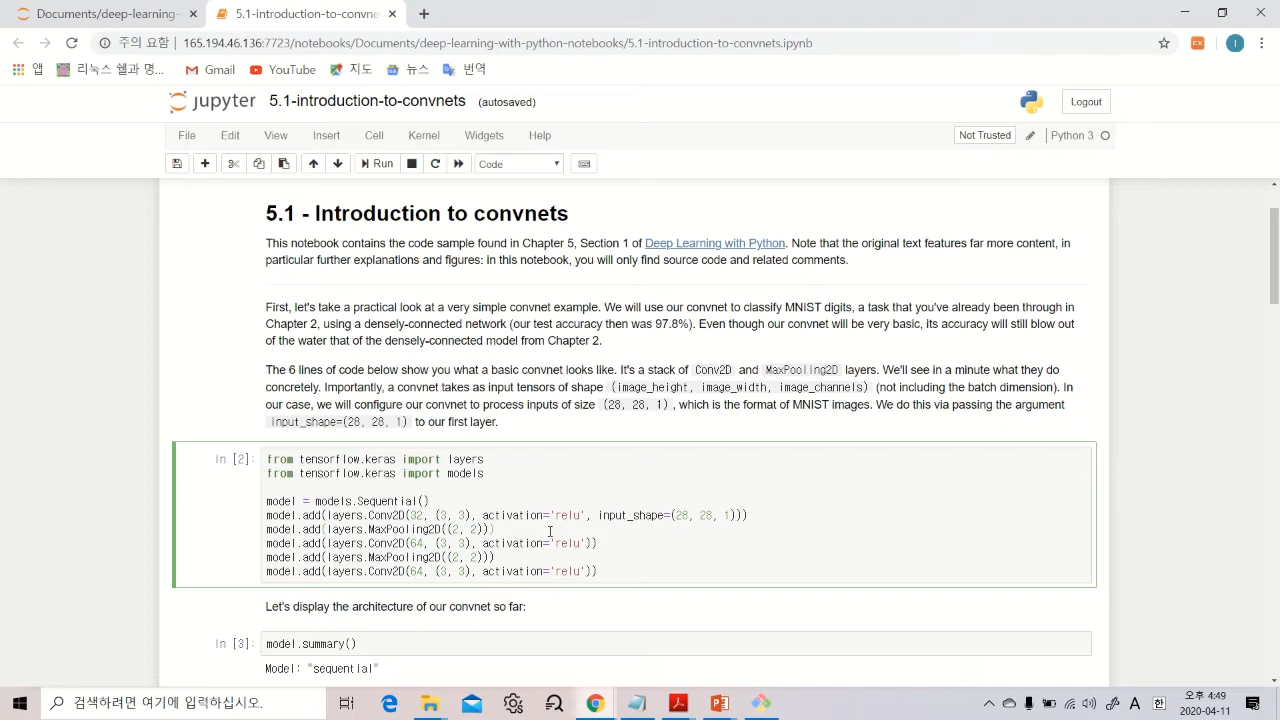 Documents/deep-learning-
5.1-introduction-to-convne
주의 요함
165.194.46.136:7723/notebooks/Documents/deep-learning-with-python-notebooks/5.1-introduction-to-convnets.ipynb
앱
리눅스 쉘과 명...
Gmail
YouTube
지도
뉴스
번역
jupyter 5.1-introduction-to-convnets (autosaved)
Logout
File Edit View Insert Cell Kernel Widgets Help
Not Trusted
Python 3
Run
Code
5.1 - Introduction to convnets
This notebook contains the code sample found in Chapter 5, Section 1 of Deep Learning with Python. Note that the original text features far more content, in
particular further explanations and figures: in this notebook, you will only find source code and related comments.
First, let's take a practical look at a very simple convnet example. We will use our convnet to classify MNIST digits, a task that you've already been through in
Chapter 2, using a densely-connected network (our test accuracy then was 97.8%). Even though our convnet will be very basic, its accuracy will still blow out
of the water that of the densely-connected model from Chapter 2.
The 6 lines of code below show you what a basic convnet looks like. It's a stack of Conv2D and MaxPooling2D layers. We'll see in a minute what they do
concretely. Importantly, a convnet takes as input tensors of shape (image_height, image_width, image_channels) (not including the batch dimension). In
our case, we will configure our convnet to process inputs of size (28, 28, 1), which is the format of MNIST images. We do this via passing the argument
input_shape=(28, 28, 1) to our first layer.
In [2]:
from tensorflow.keras import layers
from tensorflow.keras import models
model = models.Sequential()
model.add(layers.Conv2D(32, (3, 3), activation='relu', input_shape=(28, 28, 1)))
model.add(layers.MaxPooling2D((2, 2)))
model.add(layers.Conv2D(64, (3, 3), activation='relu'))
model.add(layers.MaxPooling2D((2, 2)))
model.add(layers.Conv2D(64, (3, 3), activation='relu'))
Let's display the architecture of our convnet so far:
In [3]: model.summary()
Model: "sequential"
검색하려면 여기에 입력하십시오.
A
한
오후 4:49
2020-04-11